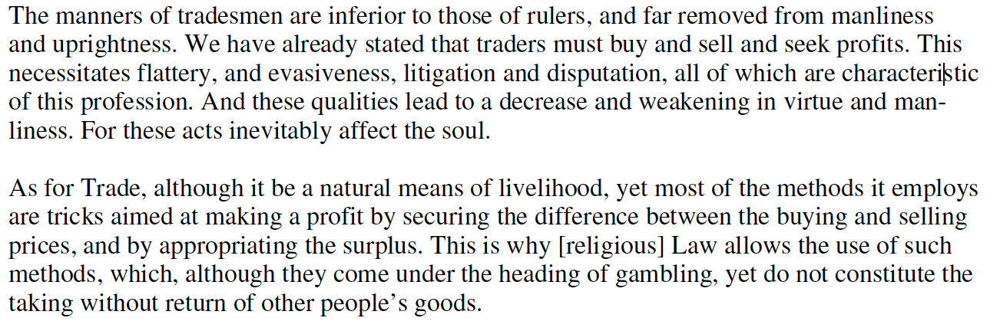 The manners of tradesmen are inferior to those of rulers, and far removed from manliness
and uprightness. We have already stated that traders must buy and sell and seek profits. This
necessitates flattery, and evasiveness, litigation and disputation, all of which are characteristic
of this profession. And these qualities lead to a decrease and weakening in virtue and man-
liness. For these acts inevitably affect the soul.
As for Trade, although it be a natural means of livelihood, yet most of the methods it employs
are tricks aimed at making a profit by securing the difference between the buying and selling
prices, and by appropriating the surplus. This is why [religious] Law allows the use of such
methods, which, although they come under the heading of gambling, yet do not constitute the
taking without return of other people’s goods.